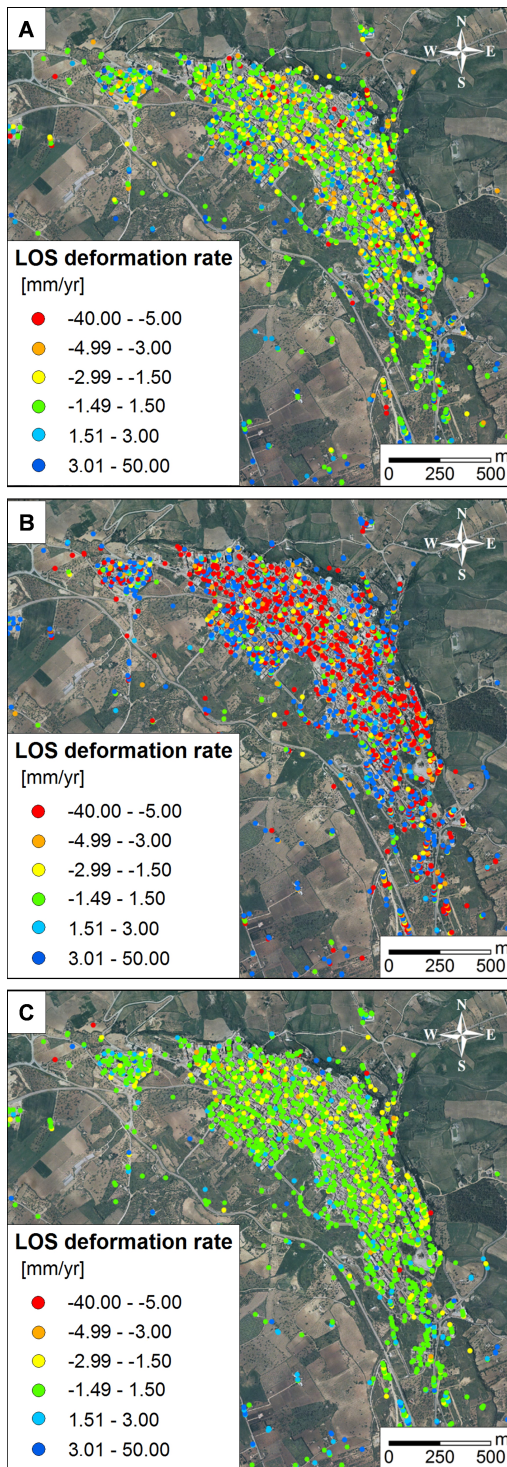 A
N
W E
S
LOS deformation rate
[mm/yr]
-40.00 - -5.00
-4.99 - -3.00
-2.99 - -1.50
-1.49 - 1.50
1.51 - 3.00
3.01 - 50.00
m
0 250 500
B
N
W E
S
LOS deformation rate
[mm/yr]
-40.00 - -5.00
-4.99 - -3.00
-2.99 - -1.50
-1.49 - 1.50
1.51 - 3.00
3.01 - 50.00
m
0 250 500
C
N
W E
S
LOS deformation rate
[mm/yr]
-40.00 - -5.00
-4.99 - -3.00
-2.99 - -1.50
-1.49 - 1.50
1.51 - 3.00
3.01 - 50.00
m
0 250 500